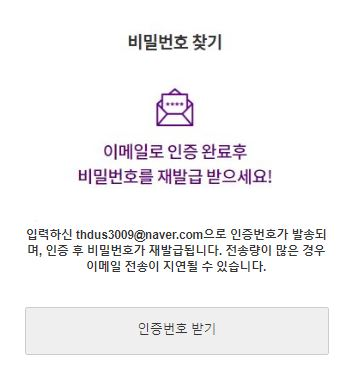 비밀번호 찾기
****
이메일로 인증 완료후
비밀번호를 재발급 받으세요!
입력하신 thdus3009@naver.com으로 인증번호가 발송되
며, 인증 후 비밀번호가 재발급됩니다. 전송량이 많은 경우
이메일 전송이 지연될 수 있습니다.
인증번호 받기